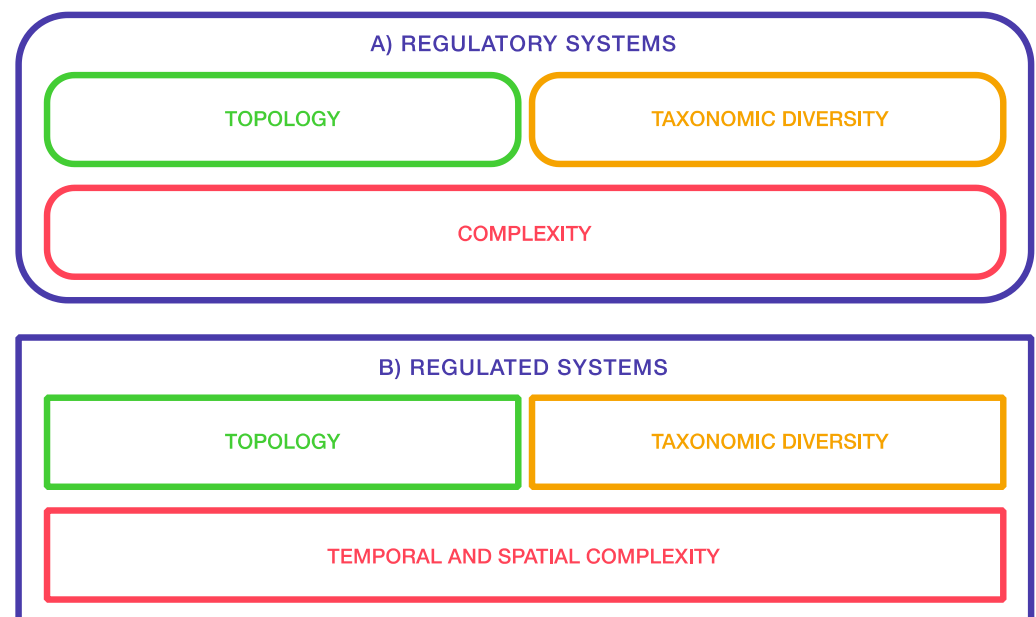 A) REGULATORY SYSTEMS
TOPOLOGY
TAXONOMIC DIVERSITY
COMPLEXITY
B) REGULATED SYSTEMS
TOPOLOGY
TAXONOMIC DIVERSITY
TEMPORAL AND SPATIAL COMPLEXITY